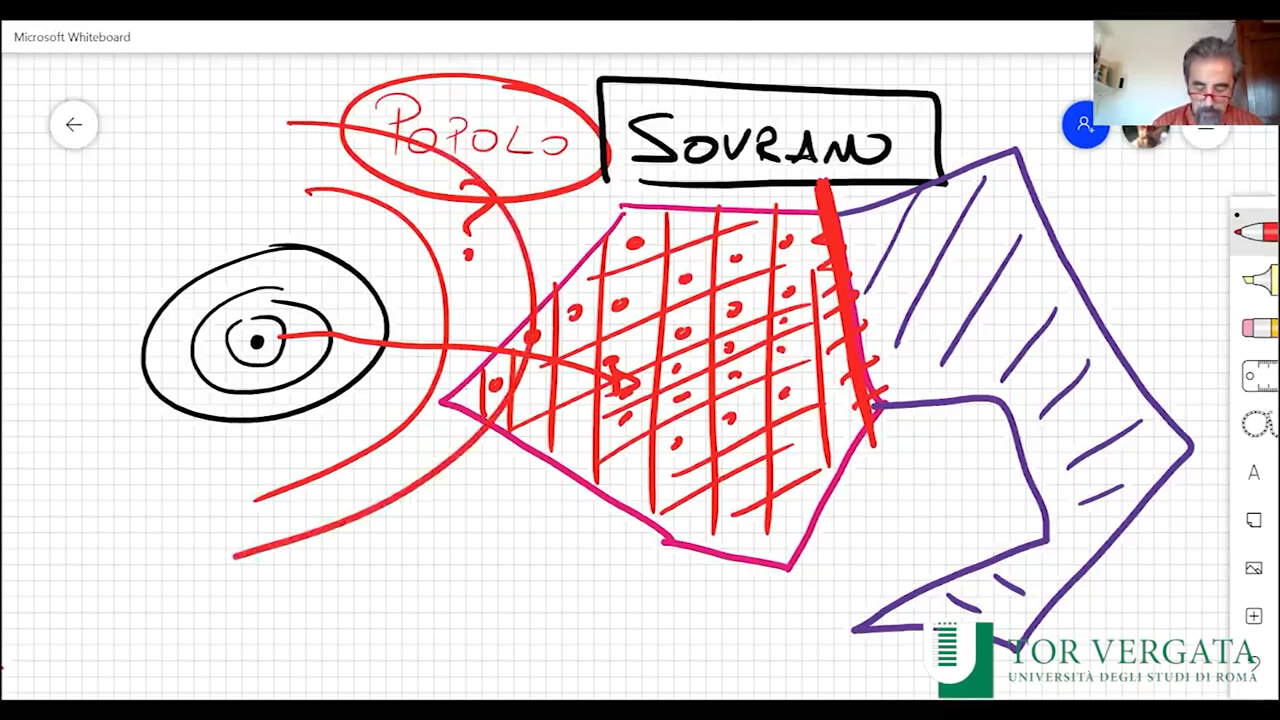 Microsoft Whiteboard
POPOLO SOVRANO
?
A
TOR VERGATA
UNIVERSITÀ DEGLI STUDI DI ROMA